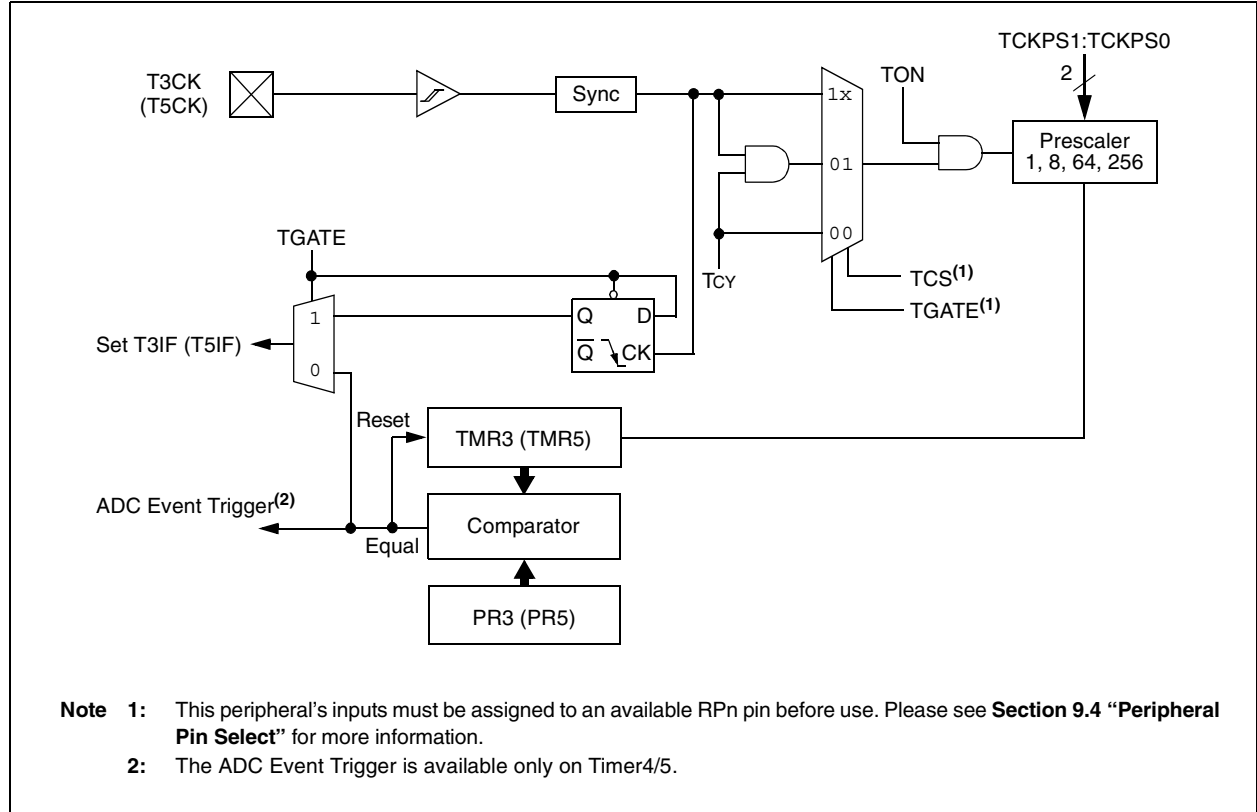 TCKPS1:TCKPS0
2
T3CK
(T5CK)
Sync
TON
1x
Prescaler
1, 8, 64, 256
01
00
TGATE
TCY
TCS(1)
TGATE(1)
1
Q
D
Set T3IF (T5IF)
Q CK
0
Reset
TMR3 (TMR5)
ADC Event Trigger(2)
Comparator
Equal
PR3 (PR5)
Note 1: This peripheral's inputs must be assigned to an available RPn pin before use. Please see Section 9.4 “Peripheral
Pin Select” for more information.
2: The ADC Event Trigger is available only on Timer4/5.